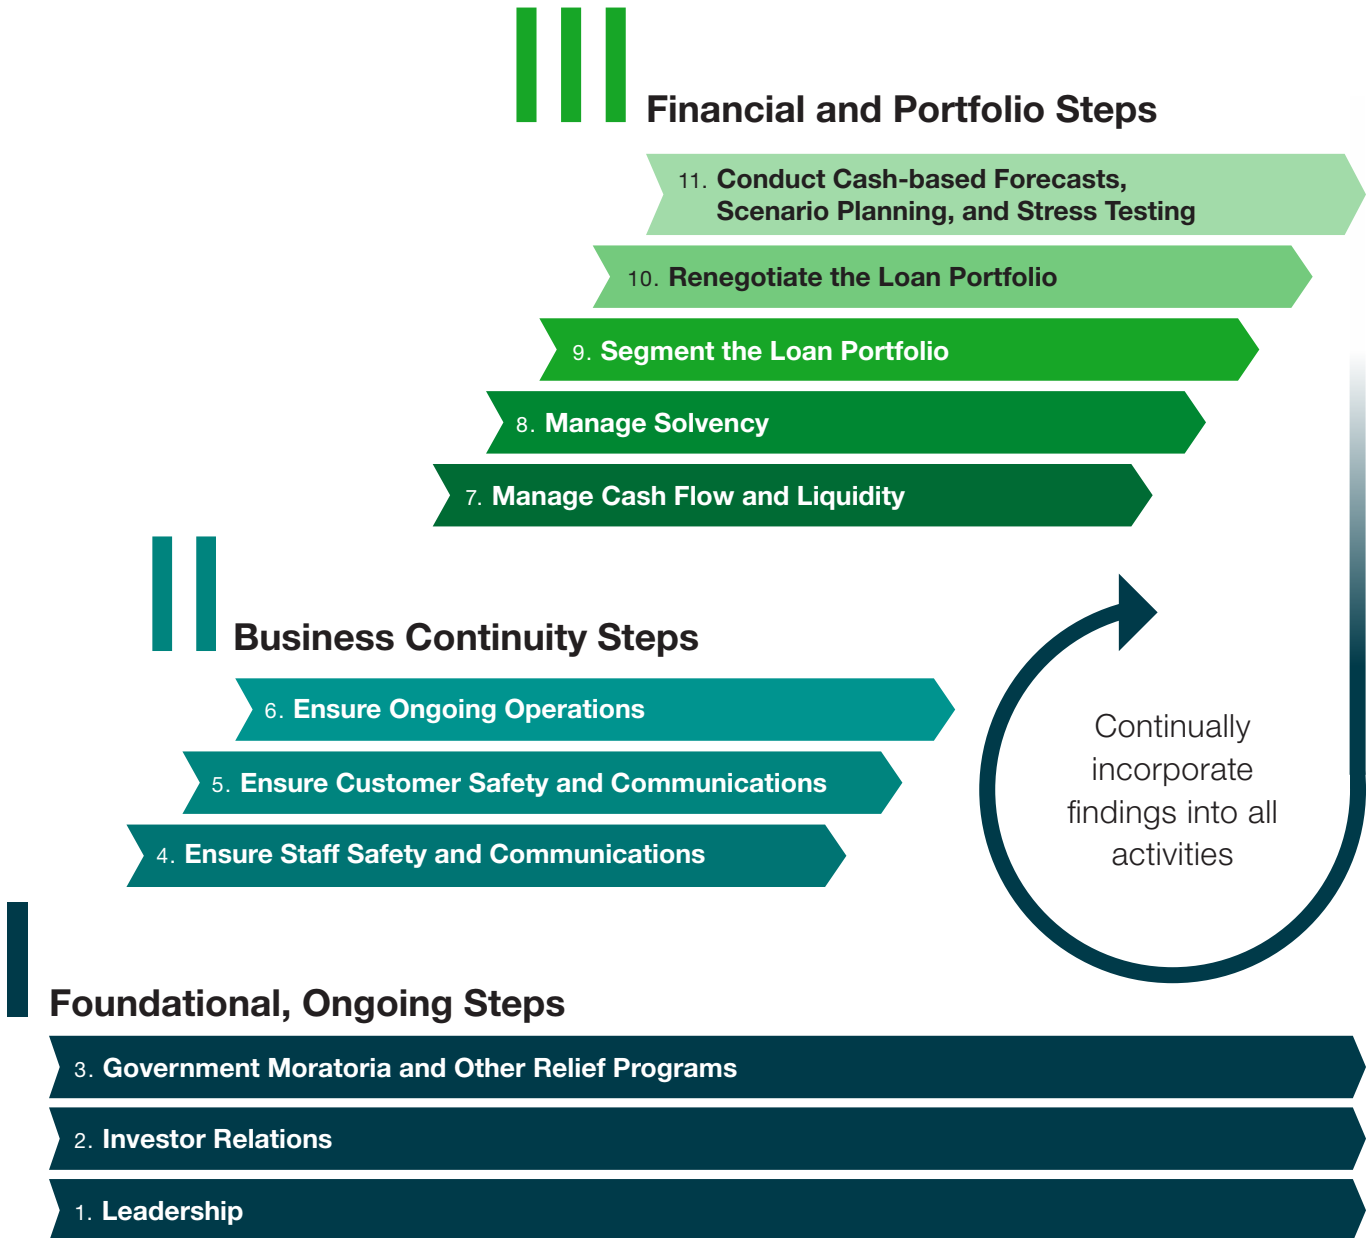 Financial and Portfolio Steps
11. Conduct Cash-based Forecasts,
Scenario Planning, and Stress Testing
10. Renegotiate the Loan Portfolio
9. Segment the Loan Portfolio
8. Manage Solvency
7. Manage Cash Flow and Liquidity
Business Continuity Steps
6. Ensure Ongoing Operations
5. Ensure Customer Safety and Communications
4. Ensure Staff Safety and Communications
Continually
incorporate
findings into all
activities
Foundational, Ongoing Steps
3. Government Moratoria and Other Relief Programs
2. Investor Relations
1. Leadership